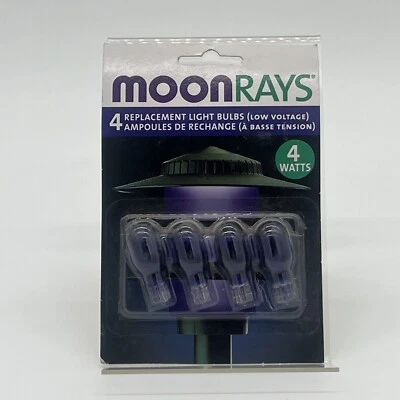 MOONRAYS®
4 REPLACEMENT LIGHT BULBS (LOW VOLTAGE)
AMPOULES DE RECHANGE (À BASSE TENSION)
4
WATTS